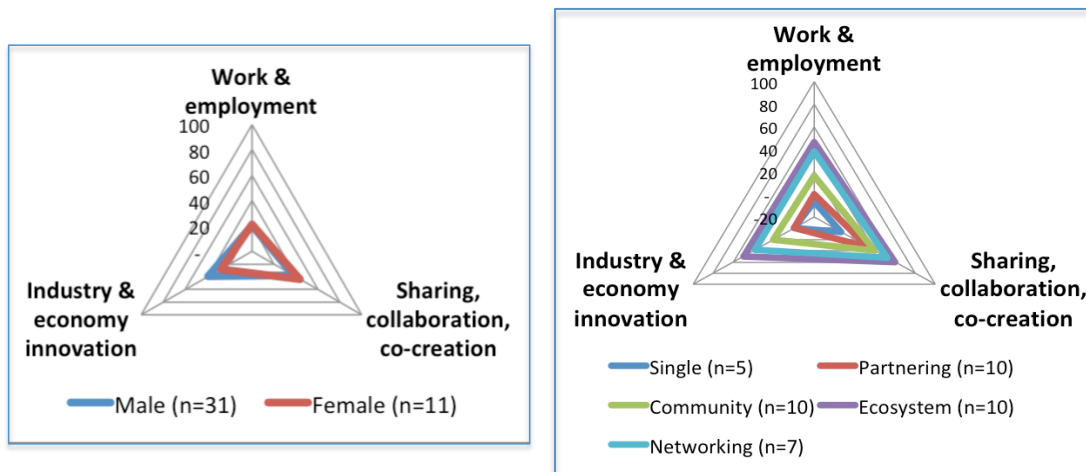 Work &
employment
100
80
60
40
20
-
Industry &
economy
innovation
Sharing,
collaboration,
co-creation
Male (n=31)
Female (n=11)
Work &
employment
100
80
60
40
20
-
-20
Industry &
economy
innovation
Sharing,
collaboration,
co-creation
Single (n=5)
Partnering (n=10)
Community (n=10)
Ecosystem (n=10)
Networking (n=7)